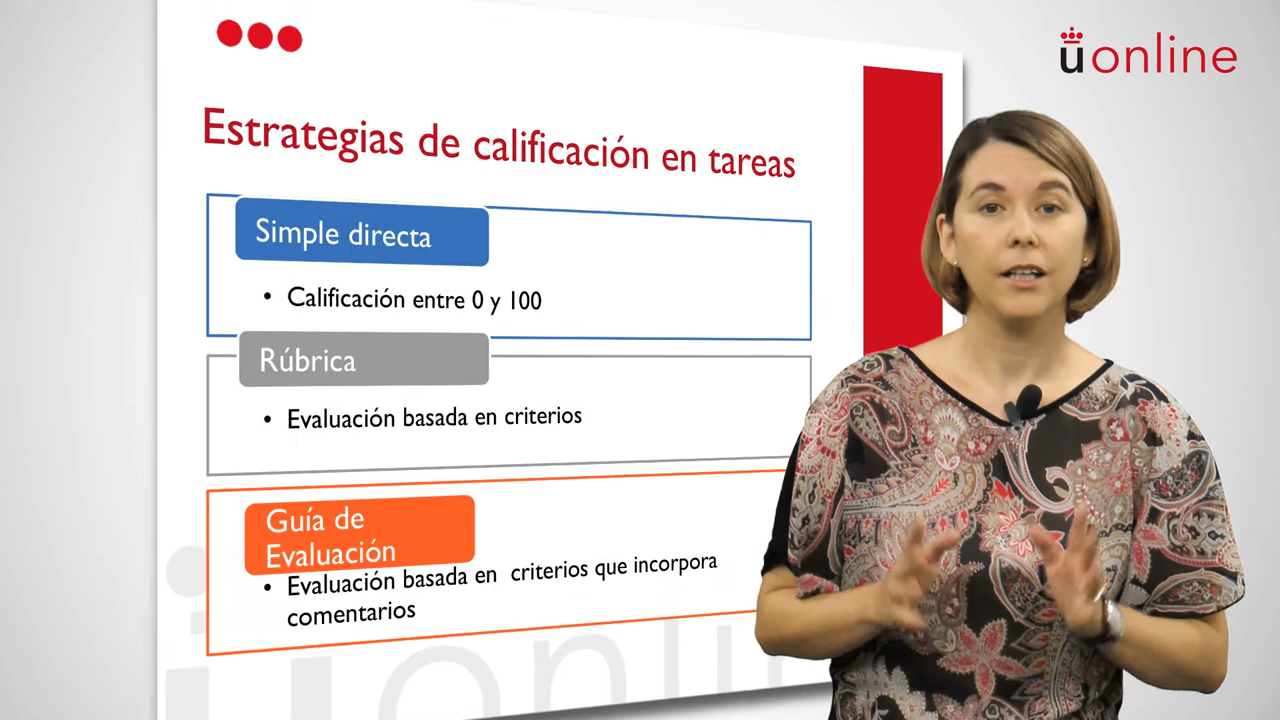 uonline
Estrategias de calificación en tareas
Simple directa
• Calificación entre 0 y 100
Rúbrica
• Evaluación basada en criterios
Guía de
Evaluación
• Evaluación basada en criterios que incorpora
comentarios
uonline